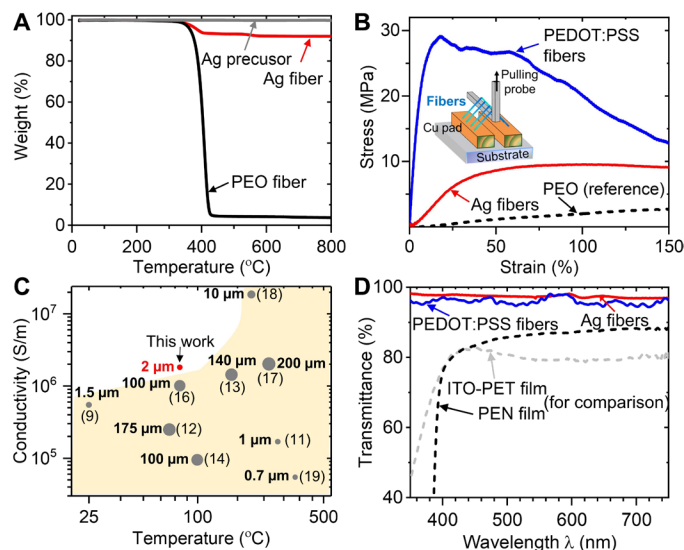 A
100
80
60
40
20
0
Ag precusor
Ag fiber
PEO fiber
Weight (%)
0 200 400 600 800
Temperature (°C)
B
30
20
10
0
PEDOT:PSS
fibers
Pulling
probe
Fibers
Cu pad
Substrate
PEO (reference)
Ag fibers
Stress (MPa)
0 50 100 150
Strain (%)
C
10⁷
10⁶
10⁵
10 µm (18)
This work
2 µm
140 µm
(13)
200 µm
(17)
100 µm
(16)
1.5 µm
(9)
175 µm (12)
1 µm (11)
100 µm (14)
0.7 µm (19)
Conductivity (S/m)
25 100 500
Temperature (°C)
D
100
80
60
40
PEDOT:PSS fibers
Ag fibers
ITO-PET film
PEN film (for comparison)
Transmittance (%)
400 500 600 700
Wavelength λ (nm)